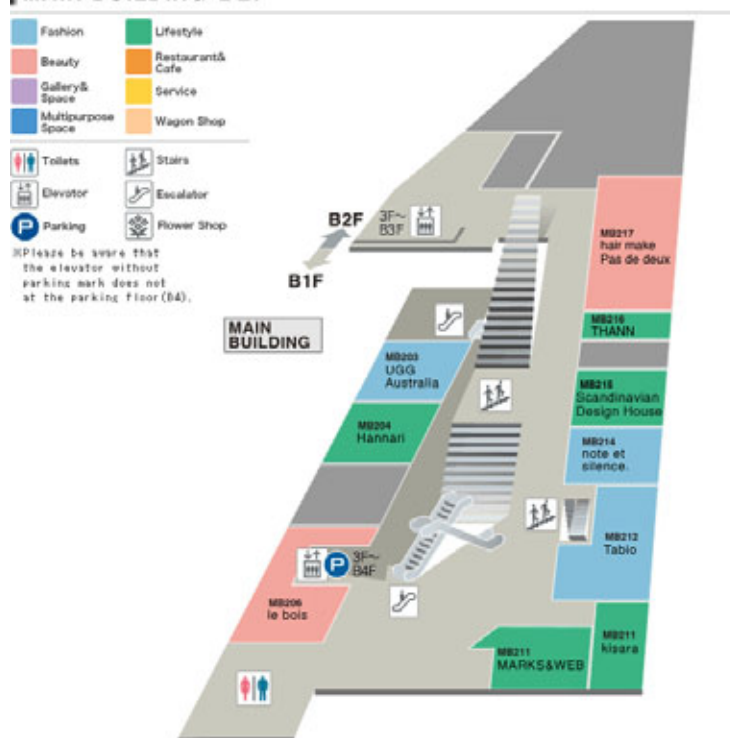 Fashion
Lifestyle
Beauty
Restaurant&
Cafe
Gallery&
Space
Service
Multipurpose
Space
Wagon Shop
Toilets
Stairs
Elevator
Escalator
P
Parking
Flower Shop
※Please be aware that
the elevator without
parking mark does not
at the parking floor(B4).
B2F
B1F
3F~
B3F
MAIN
BUILDING
MB217
hair make
Pas de deux
MB216
THANN
MB203
UGG
Australia
MB215
Scandinavian
Design House
MB204
Hannari
MB214
note et
silence.
MB212
Tabio
P
3F~
B4F
MB206
le bois
MB211
MARKS&WEB
MB211
kisara